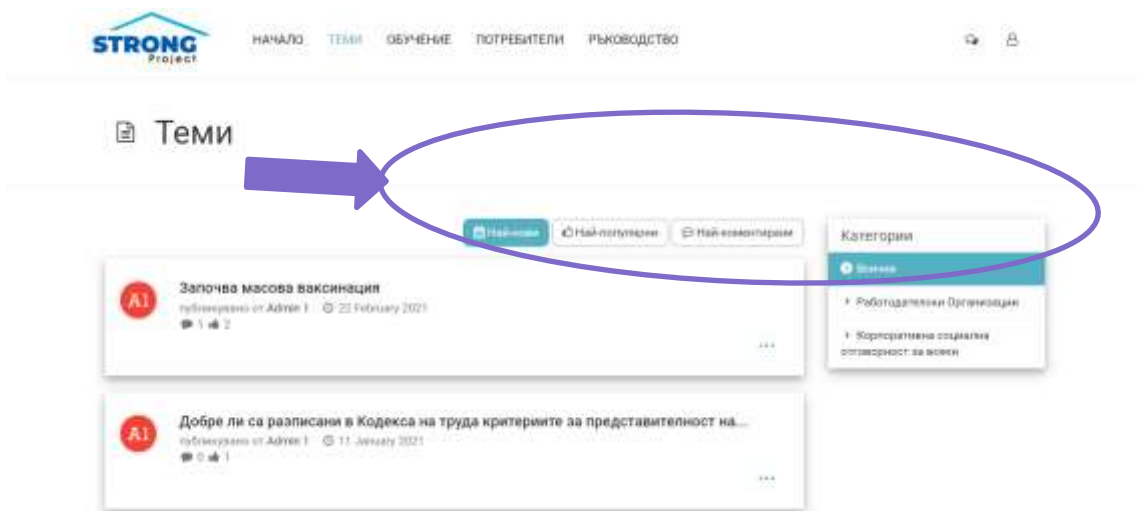 STRONG
Project
НАЧАЛО ТЕМИ ОБУЧЕНИЕ ПОТРЕБИТЕЛИ РЪКОВОДСТВО
Теми
Най-нови Най-популярни Най-коментирани
Категории
Всички
Работодателски Организации
Корпоративна социална
отговорност за всеки
A1
Започва масова ваксинация
публикувано от Admin 1 22 February 2021
1 2
...
A1
Добре ли са разписани в Кодекса на труда критериите за представителност на...
публикувано от Admin 1 11 January 2021
0 1
...